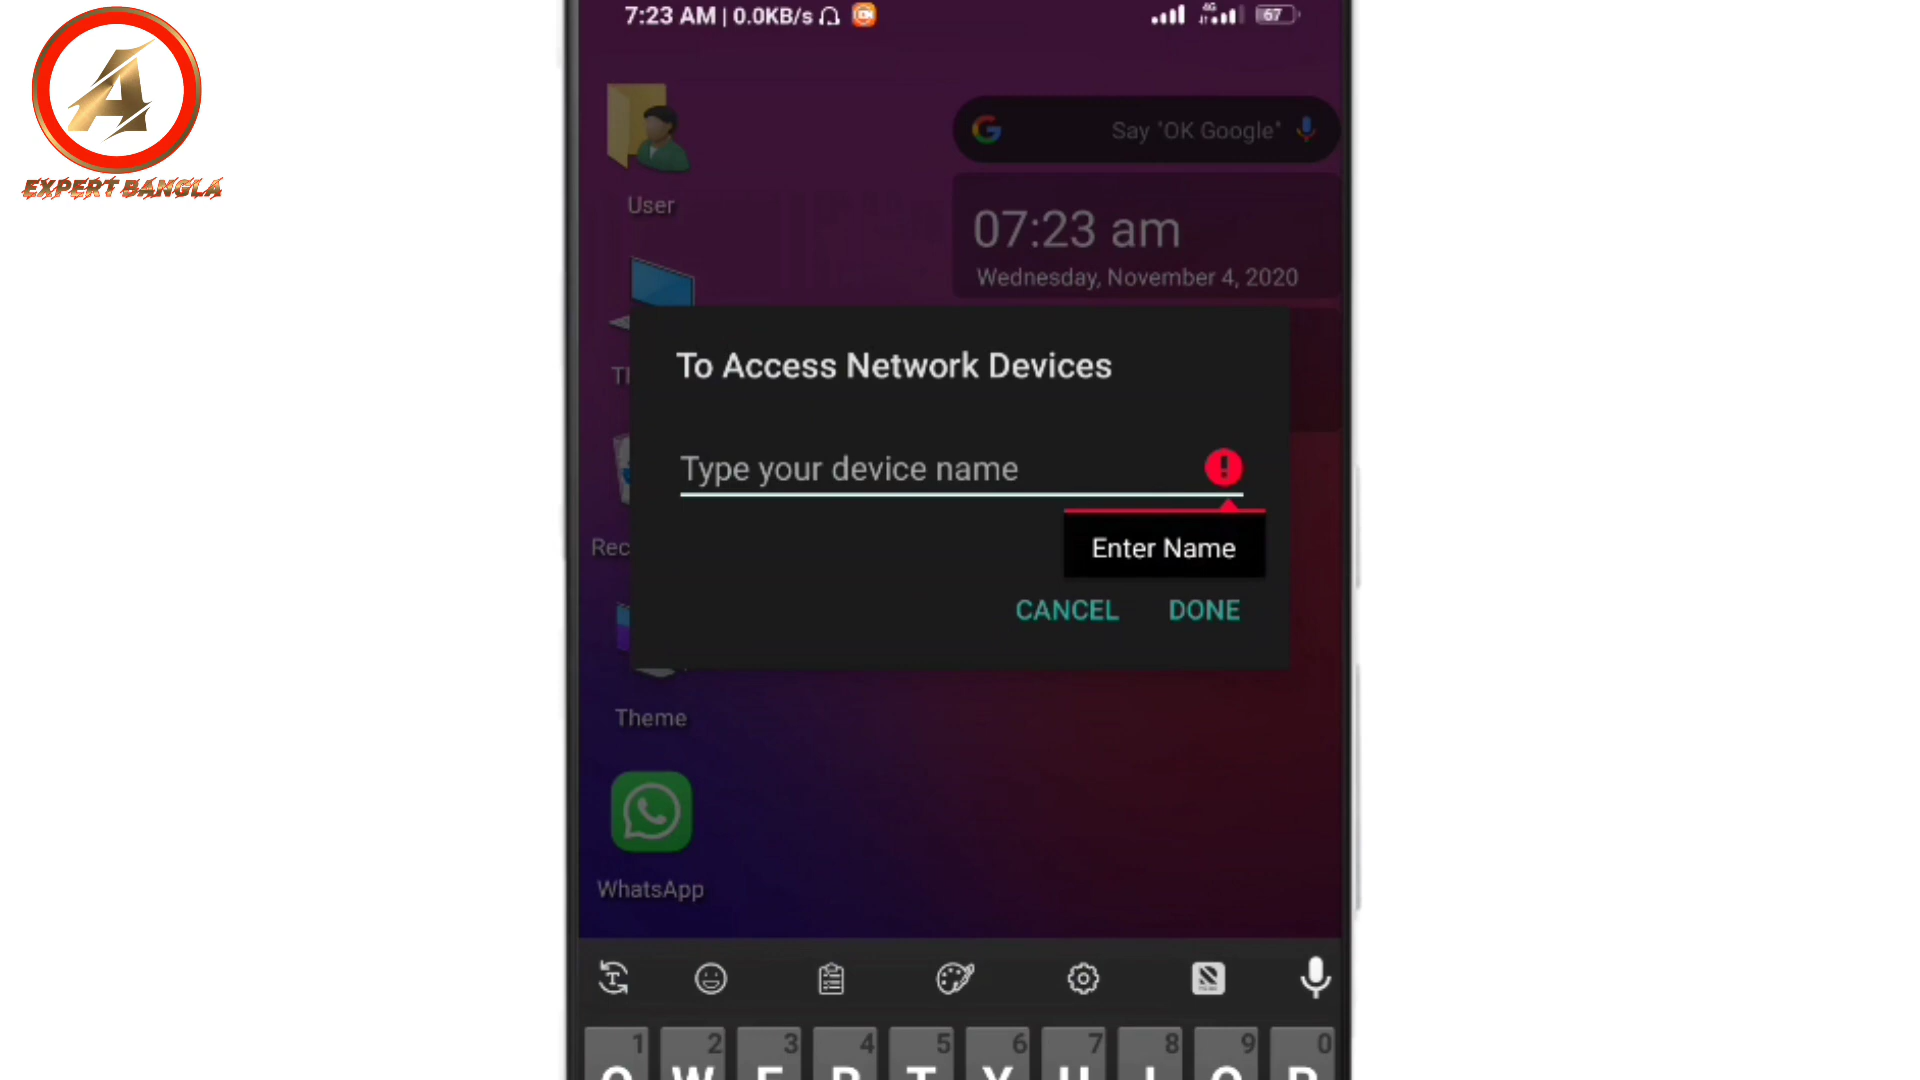 EXPERT BANGLA
7:23 AM | 0.0KB/s
4G
67
User
Say "OK Google"
07:23 am
Wednesday, November 4, 2020
To Access Network Devices
Type your device name
Enter Name
CANCEL
DONE
Th
Rec
Theme
WhatsApp
1 2 3 4 5 6 7 8 9 0
Q W E R T Y U I O P